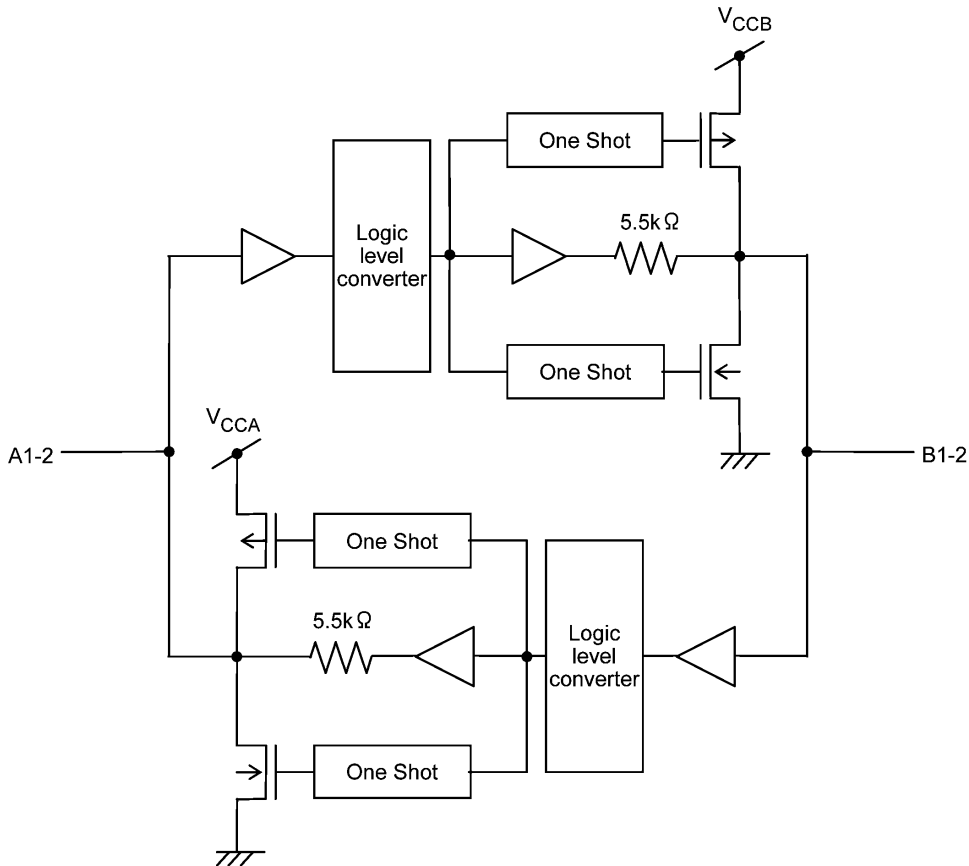 VCCB
One Shot
5.5kΩ
Logic
level
converter
One Shot
VCCA
A1-2
B1-2
One Shot
5.5kΩ
Logic
level
converter
One Shot